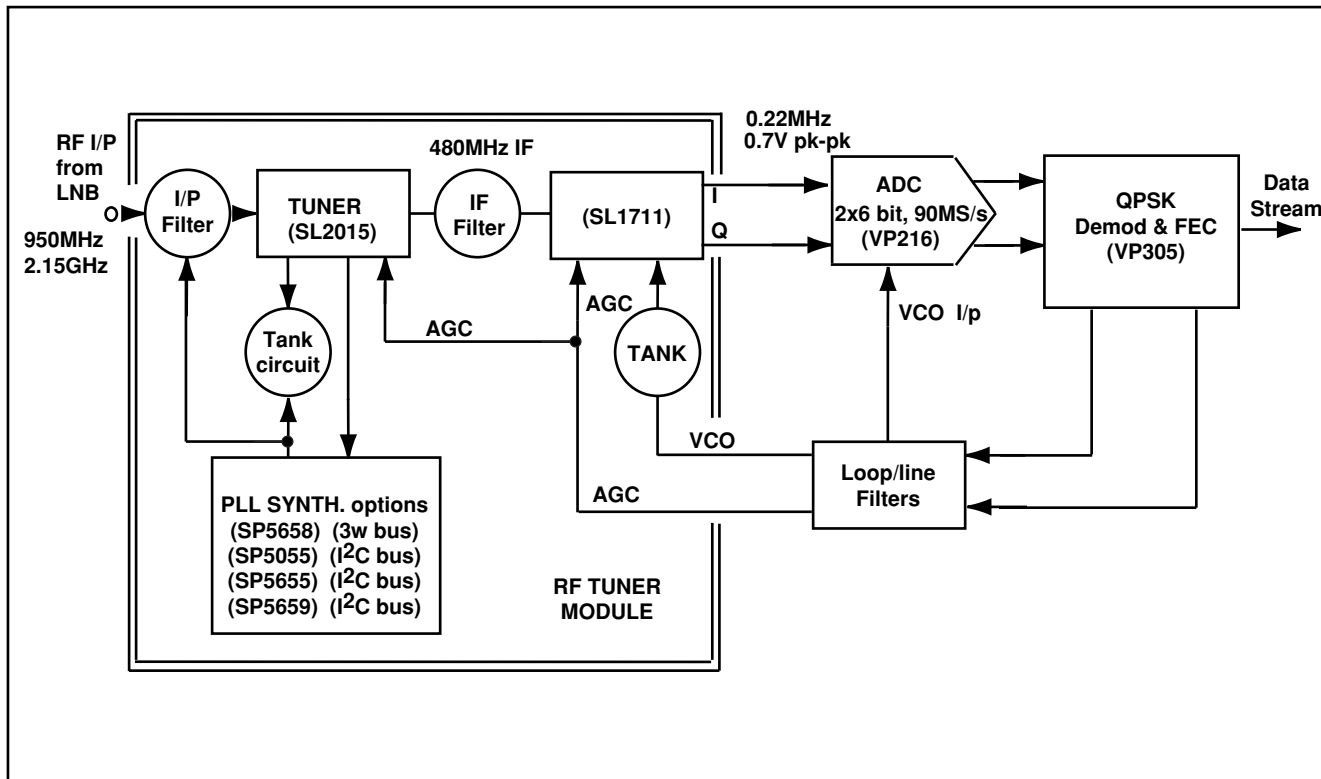 RF I/P
from
LNB
950MHz
2.15GHz
I/P
Filter
TUNER
(SL2015)
480MHz IF
IF
Filter
(SL1711)
I
Q
0.22MHz
0.7V pk-pk
ADC
2x6 bit, 90MS/s
(VP216)
QPSK
Demod & FEC
(VP305)
Data
Stream
Tank
circuit
AGC
AGC
TANK
VCO I/p
VCO
AGC
Loop/line
Filters
PLL SYNTH. options
(SP5658) (3w bus)
(SP5055) (I²C bus)
(SP5655) (I²C bus)
(SP5659) (I²C bus)
RF TUNER
MODULE